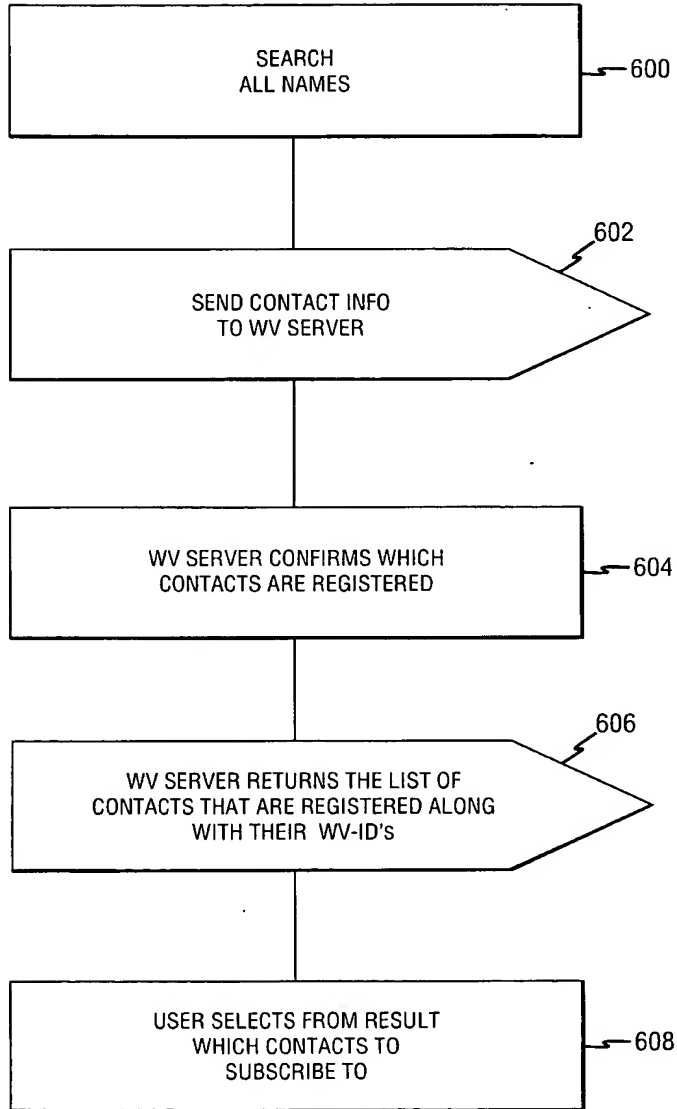 SEARCH
ALL NAMES
600
602
SEND CONTACT INFO
TO WV SERVER
WV SERVER CONFIRMS WHICH
CONTACTS ARE REGISTERED
604
606
WV SERVER RETURNS THE LIST OF
CONTACTS THAT ARE REGISTERED ALONG
WITH THEIR WV-ID's
USER SELECTS FROM RESULT
WHICH CONTACTS TO
SUBSCRIBE TO
608